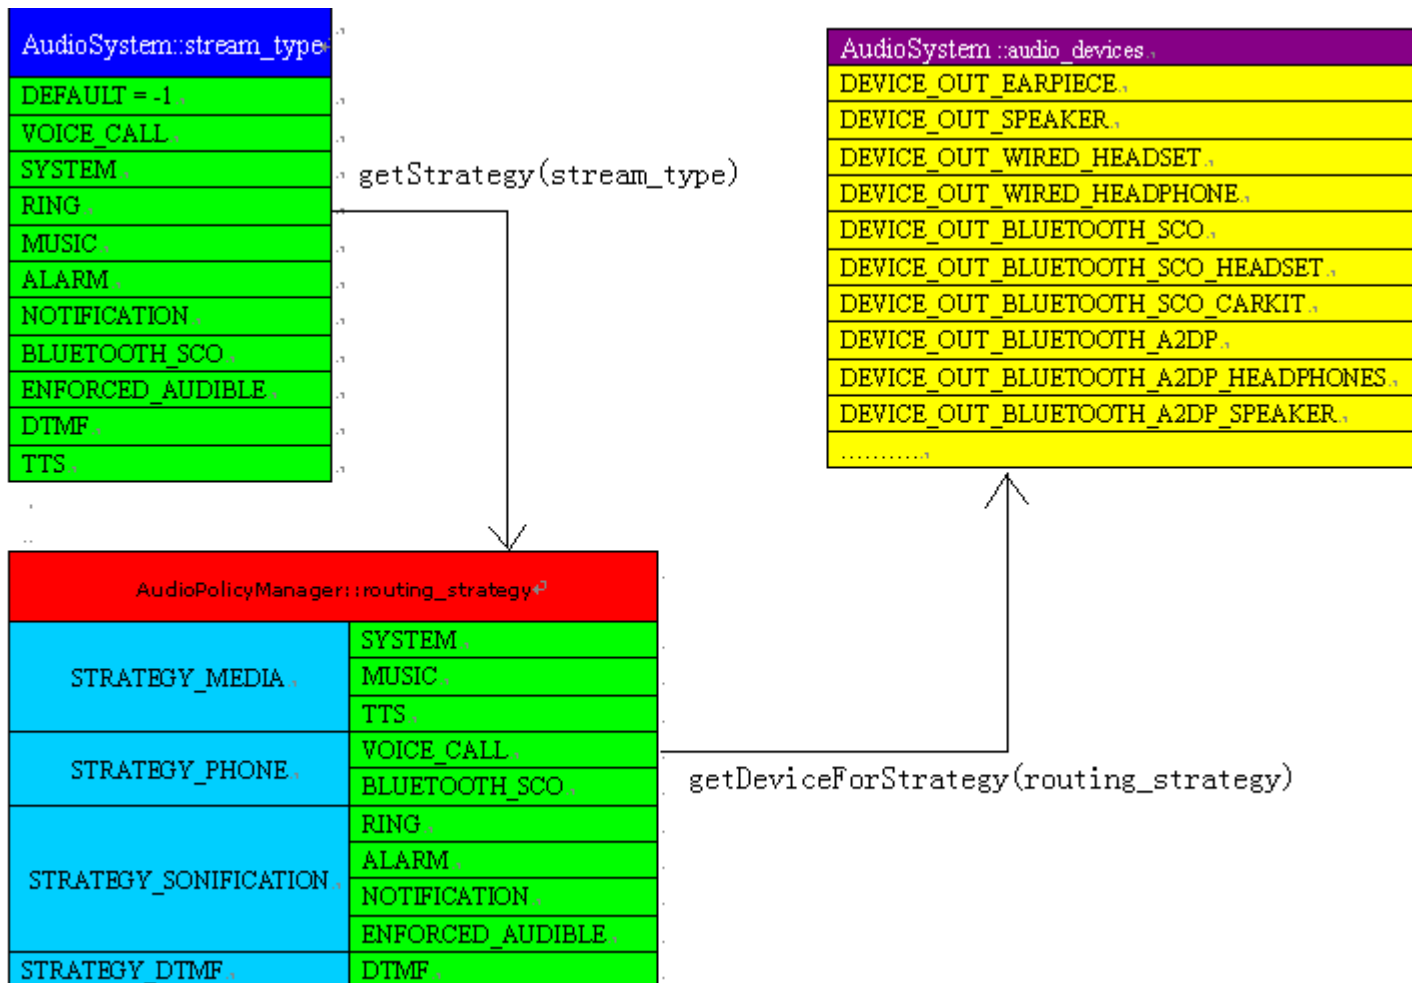 AudioSystem::stream_type
DEFAULT = -1
VOICE_CALL
SYSTEM
RING
MUSIC
ALARM
NOTIFICATION
BLUETOOTH_SCO
ENFORCED_AUDIBLE
DTMF
TTS
getStrategy(stream_type)
AudioSystem ::audio_devices
DEVICE_OUT_EARPIECE
DEVICE_OUT_SPEAKER
DEVICE_OUT_WIRED_HEADSET
DEVICE_OUT_WIRED_HEADPHONE
DEVICE_OUT_BLUETOOTH_SCO
DEVICE_OUT_BLUETOOTH_SCO_HEADSET
DEVICE_OUT_BLUETOOTH_SCO_CARKIT
DEVICE_OUT_BLUETOOTH_A2DP
DEVICE_OUT_BLUETOOTH_A2DP_HEADPHONES
DEVICE_OUT_BLUETOOTH_A2DP_SPEAKER
...........
AudioPolicyManager::routing_strategy
STRATEGY_MEDIA
SYSTEM
MUSIC
TTS
STRATEGY_PHONE
VOICE_CALL
BLUETOOTH_SCO
STRATEGY_SONIFICATION
RING
ALARM
NOTIFICATION
ENFORCED_AUDIBLE
STRATEGY_DTMF
DTMF
getDeviceForStrategy(routing_strategy)